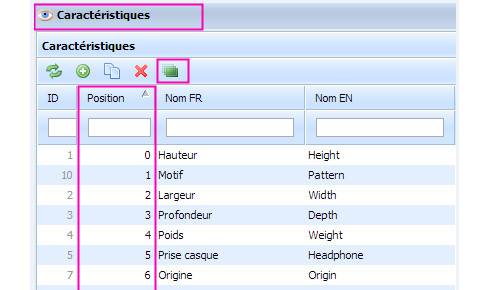 Caractéristiques
Caractéristiques
ID Position Nom FR Nom EN
1 0 Hauteur Height
10 1 Motif Pattern
2 2 Largeur Width
3 3 Profondeur Depth
4 4 Poids Weight
5 5 Prise casque Headphone
7 6 Origine Origin